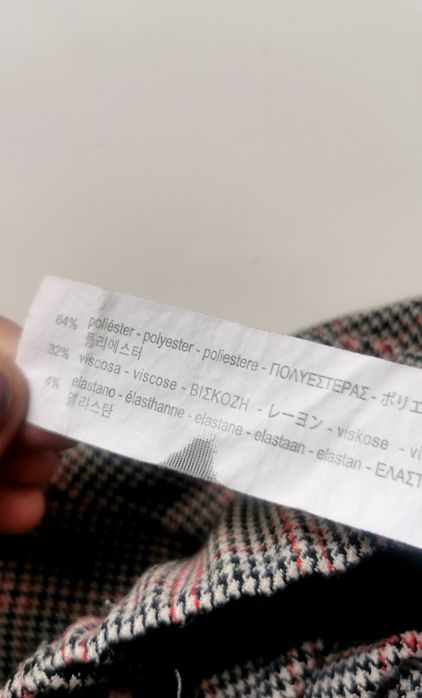 64% poliéster - polyester - poliestere - ΠΟΛΥΕΣΤΕΡΑΣ - ポリエ
폴리에스터
32% viscosa - viscose - ΒΙΣΚΟΖΗ - レーヨン - viskose - vi
4% elastano - élasthanne - elastane - elastaan - elastan - ΕΛΑΣΤ
엘라스탄